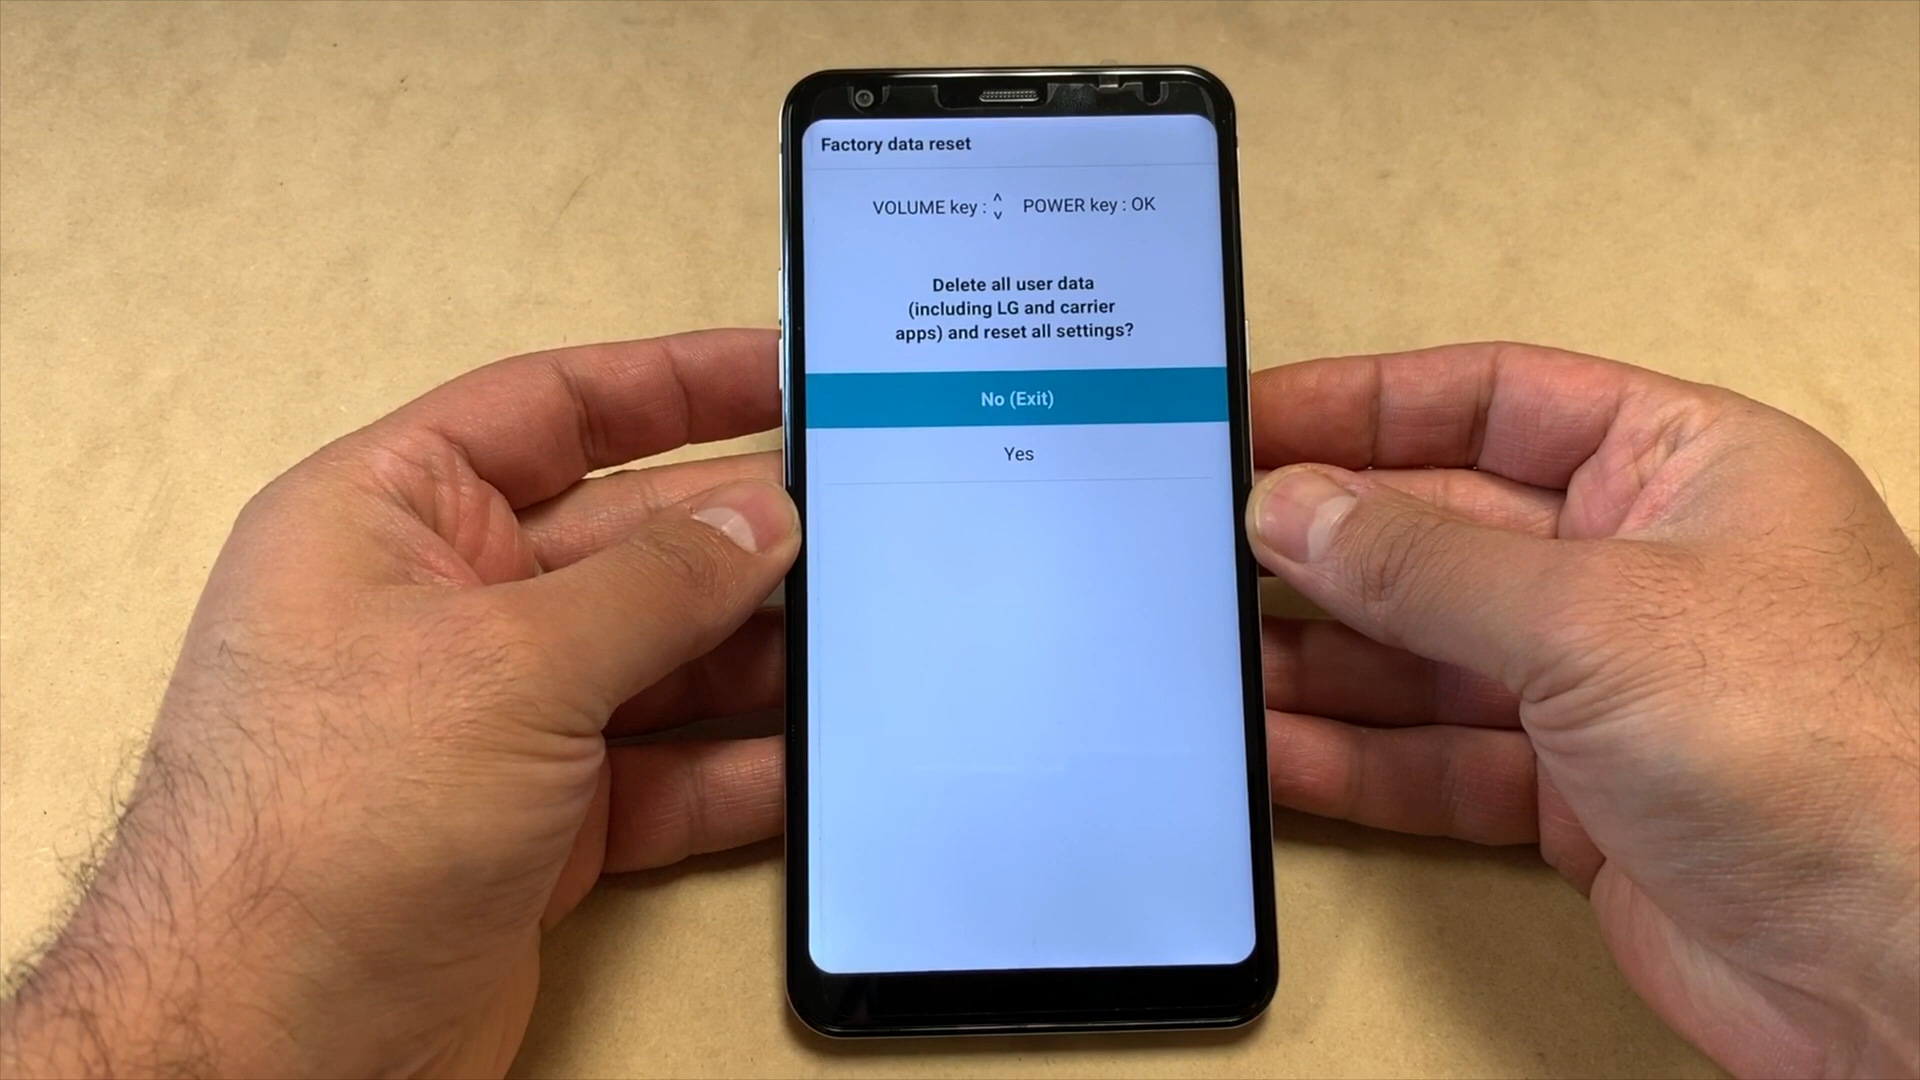 Factory data reset
VOLUME key : ^ v POWER key : OK
Delete all user data
(including LG and carrier
apps) and reset all settings?
No (Exit)
Yes